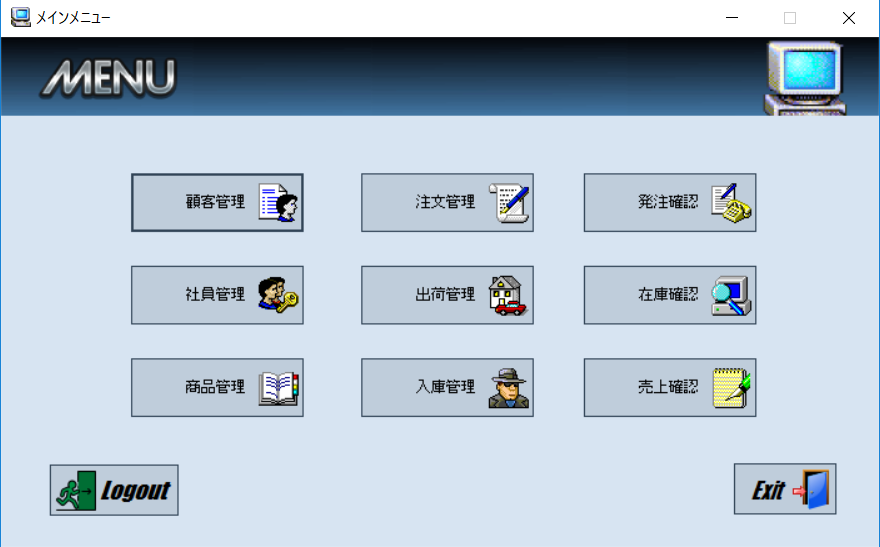 メインメニュー
MENU
顧客管理
注文管理
発注確認
社員管理
出荷管理
在庫確認
商品管理
入庫管理
売上確認
Logout
Exit